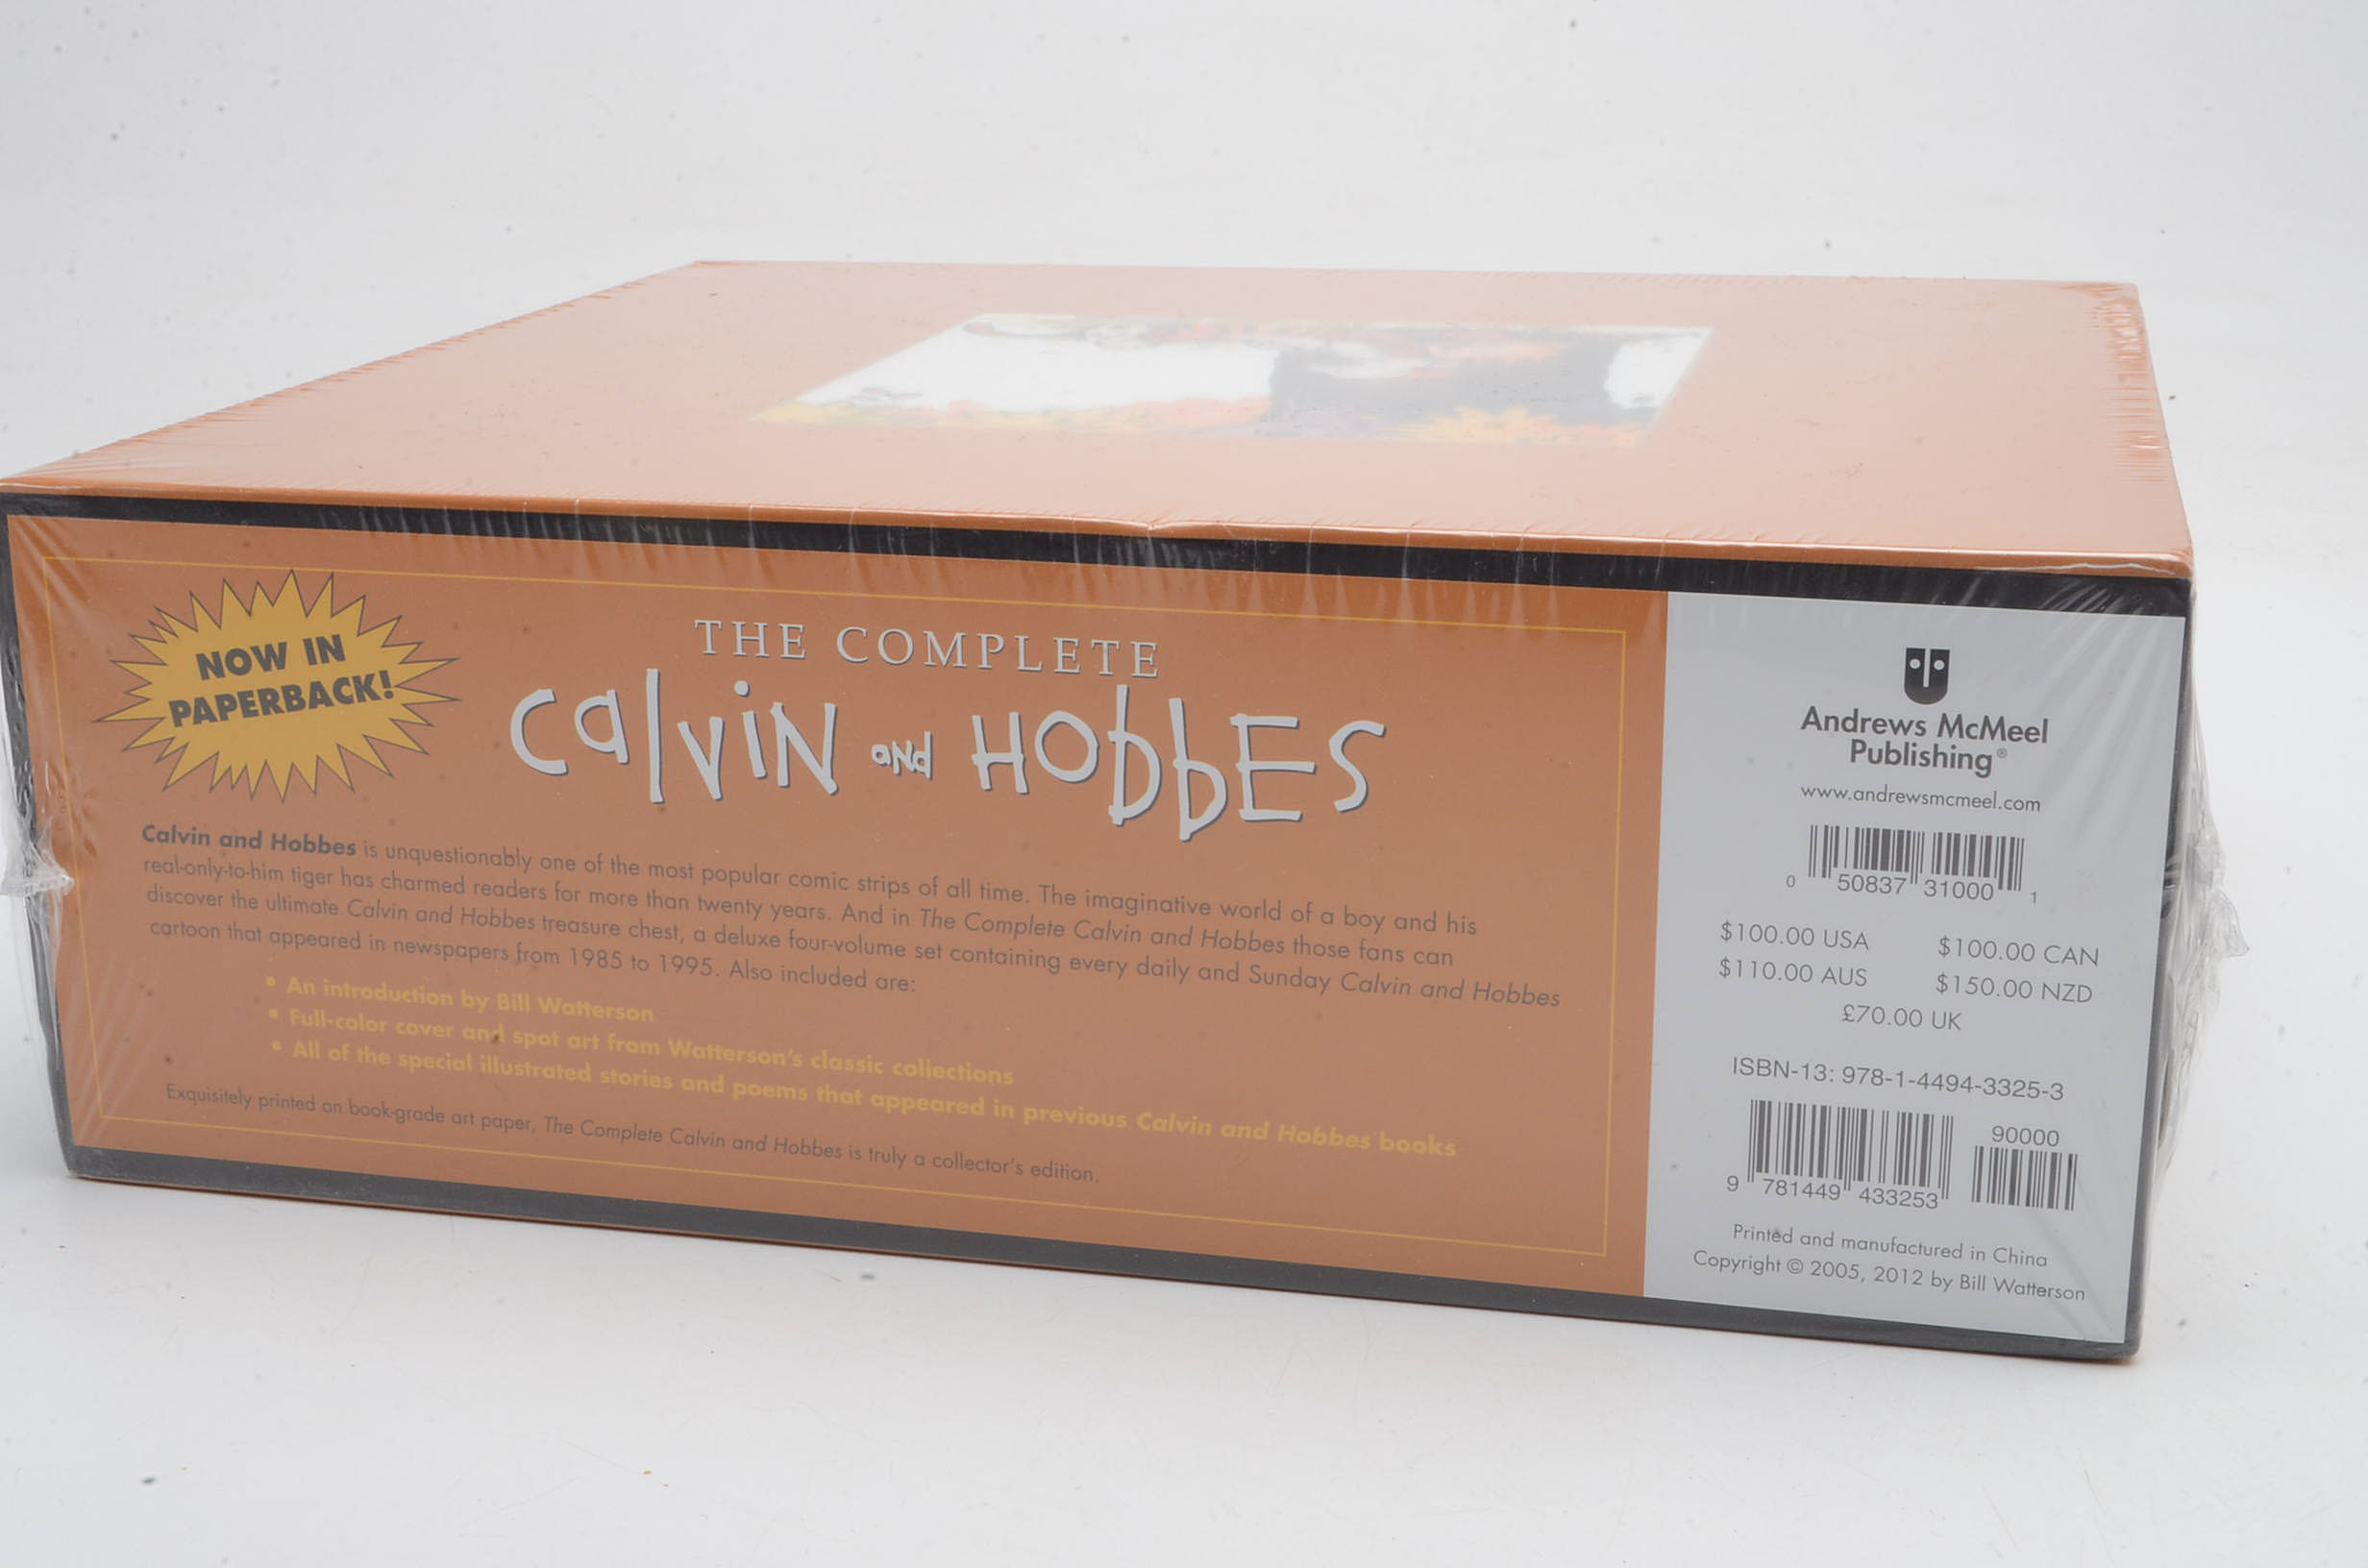 NOW IN
PAPERBACK!
THE COMPLETE
CalviN aNd HObbES
Calvin and Hobbes is unquestionably one of the most popular comic strips of all time. The imaginative world of a boy and his
real-only-to-him tiger has charmed readers for more than twenty years. And in The Complete Calvin and Hobbes those fans can
discover the ultimate Calvin and Hobbes treasure chest, a deluxe four-volume set containing every daily and Sunday Calvin and Hobbes
cartoon that appeared in newspapers from 1985 to 1995. Also included are:
• An introduction by Bill Watterson
• Full-color cover and spot art from Watterson's classic collections
• All of the special illustrated stories and poems that appeared in previous Calvin and Hobbes books
Exquisitely printed on book-grade art paper, The Complete Calvin and Hobbes is truly a collector's edition.
Andrews McMeel
Publishing®
www.andrewsmcmeel.com
0 50837 31000 1
$100.00 USA $100.00 CAN
$110.00 AUS $150.00 NZD
£70.00 UK
ISBN-13: 978-1-4494-3325-3
90000
9 781449 433253
Printed and manufactured in China
Copyright © 2005, 2012 by Bill Watterson